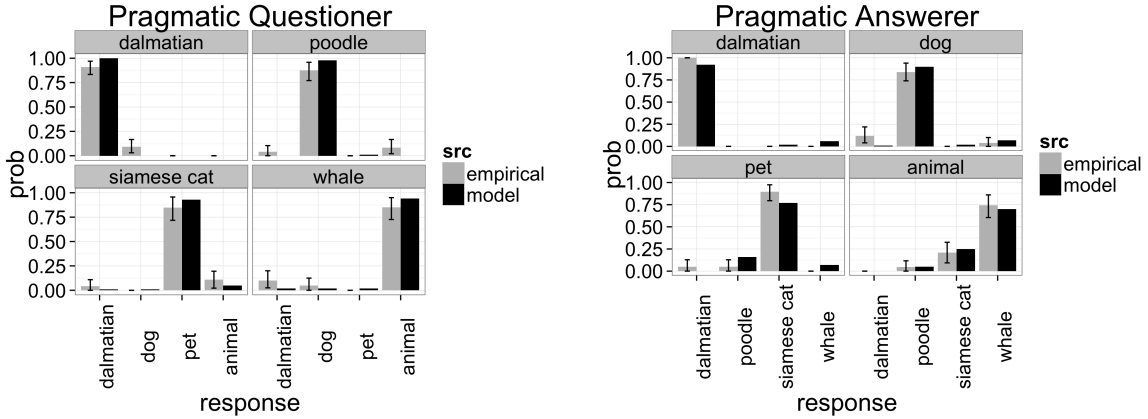 Pragmatic Questioner
dalmatian poodle
1.00
0.75
0.50
0.25
0.00
siamese cat whale
1.00
0.75
0.50
0.25
0.00
prob
dalmatian dog pet animal dalmatian dog pet animal
response
src
empirical
model
Pragmatic Answerer
dalmatian dog
1.00
0.75
0.50
0.25
0.00
pet animal
1.00
0.75
0.50
0.25
0.00
prob
dalmatian poodle siamese cat whale dalmatian poodle siamese cat whale
response
src
empirical
model